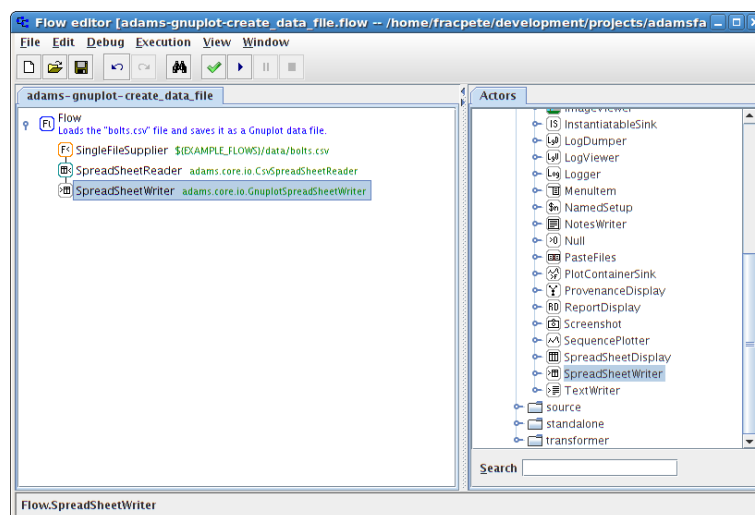 Flow editor [adams-gnuplot-create_data_file.flow -- /home/fracpete/development/projects/adamsfa
File Edit Debug Execution View Window
adams-gnuplot-create_data_file
Flow
Loads the "bolts.csv" file and saves it as a Gnuplot data file.
SingleFileSupplier ${EXAMPLE_FLOWS}/data/bolts.csv
SpreadSheetReader adams.core.io.CsvSpreadSheetReader
SpreadSheetWriter adams.core.io.GnuplotSpreadSheetWriter
Actors
ImageViewer
InstantiatableSink
LogDumper
LogViewer
Logger
MenuItem
NamedSetup
NotesWriter
Null
PasteFiles
PlotContainerSink
ProvenanceDisplay
ReportDisplay
Screenshot
SequencePlotter
SpreadSheetDisplay
SpreadSheetWriter
TextWriter
source
standalone
transformer
Search
Flow.SpreadSheetWriter